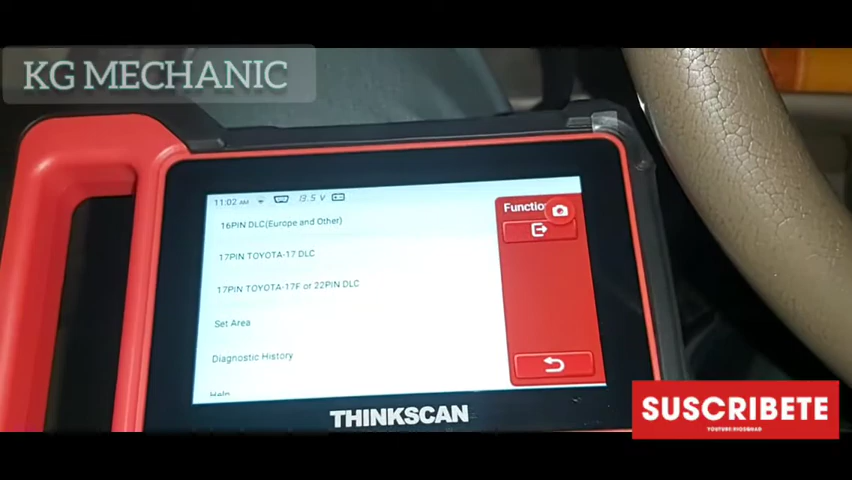 KG MECHANIC
11:02 AM 13.5 V
16PIN DLC(Europe and Other)
17PIN TOYOTA-17 DLC
17PIN TOYOTA-17F or 22PIN DLC
Set Area
Diagnostic History
Help
Functio
THINKSCAN
SUSCRIBETE